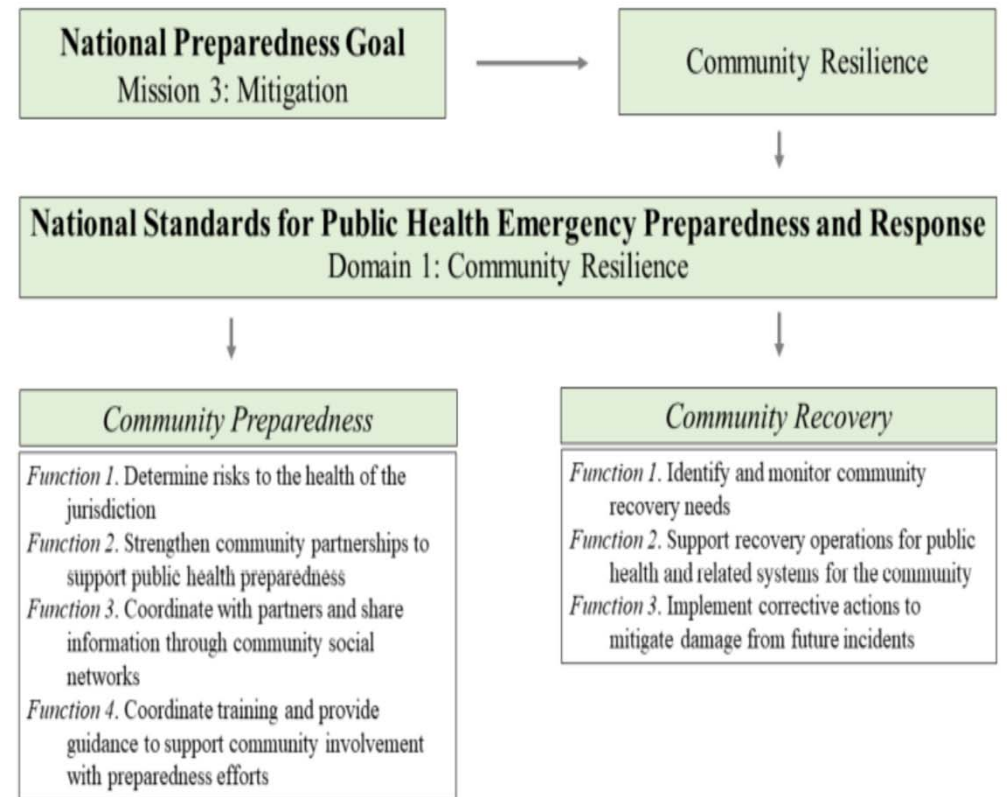 National Preparedness Goal
Mission 3: Mitigation
Community Resilience
National Standards for Public Health Emergency Preparedness and Response
Domain 1: Community Resilience
Community Preparedness
Function 1. Determine risks to the health of the
jurisdiction
Function 2. Strengthen community partnerships to
support public health preparedness
Function 3. Coordinate with partners and share
information through community social
networks
Function 4. Coordinate training and provide
guidance to support community involvement
with preparedness efforts
Community Recovery
Function 1. Identify and monitor community
recovery needs
Function 2. Support recovery operations for public
health and related systems for the community
Function 3. Implement corrective actions to
mitigate damage from future incidents